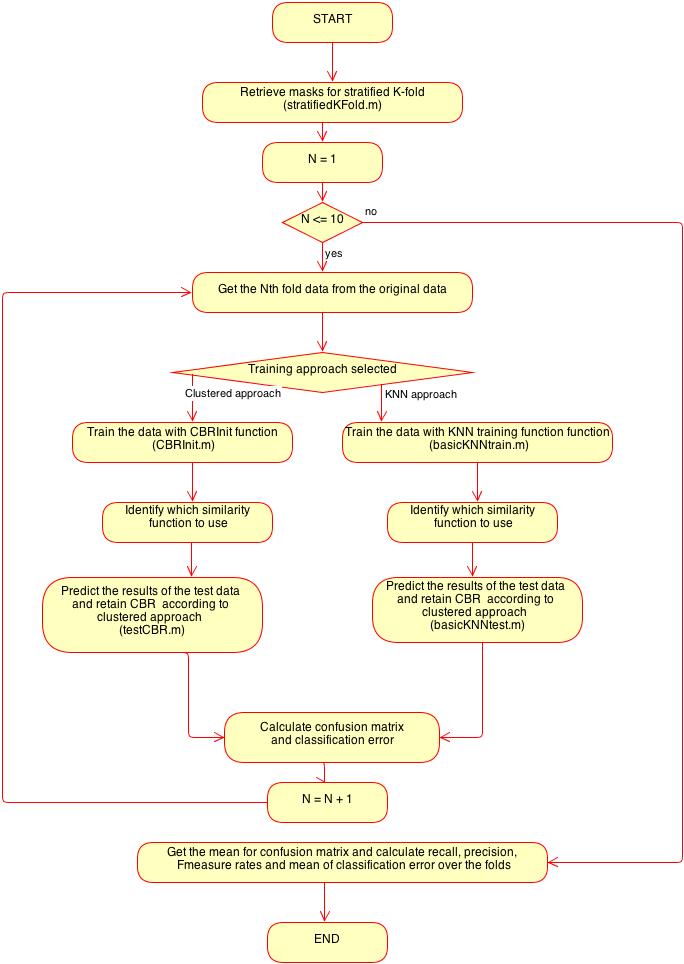 START
Retrieve masks for stratified K-fold
(stratifiedKFold.m)
N = 1
N <= 10
no
yes
Get the Nth fold data from the original data
Training approach selected
Clustered approach
KNN approach
Train the data with CBRInit function
(CBRInit.m)
Train the data with KNN training function function
(basicKNNtrain.m)
Identify which similarity
function to use
Identify which similarity
function to use
Predict the results of the test data
and retain CBR  according to
clustered approach
(testCBR.m)
Predict the results of the test data
and retain CBR  according to
clustered approach
(basicKNNtest.m)
Calculate confusion matrix
and classification error
N = N + 1
Get the mean for confusion matrix and calculate recall, precision,
Fmeasure rates and mean of classification error over the folds
END